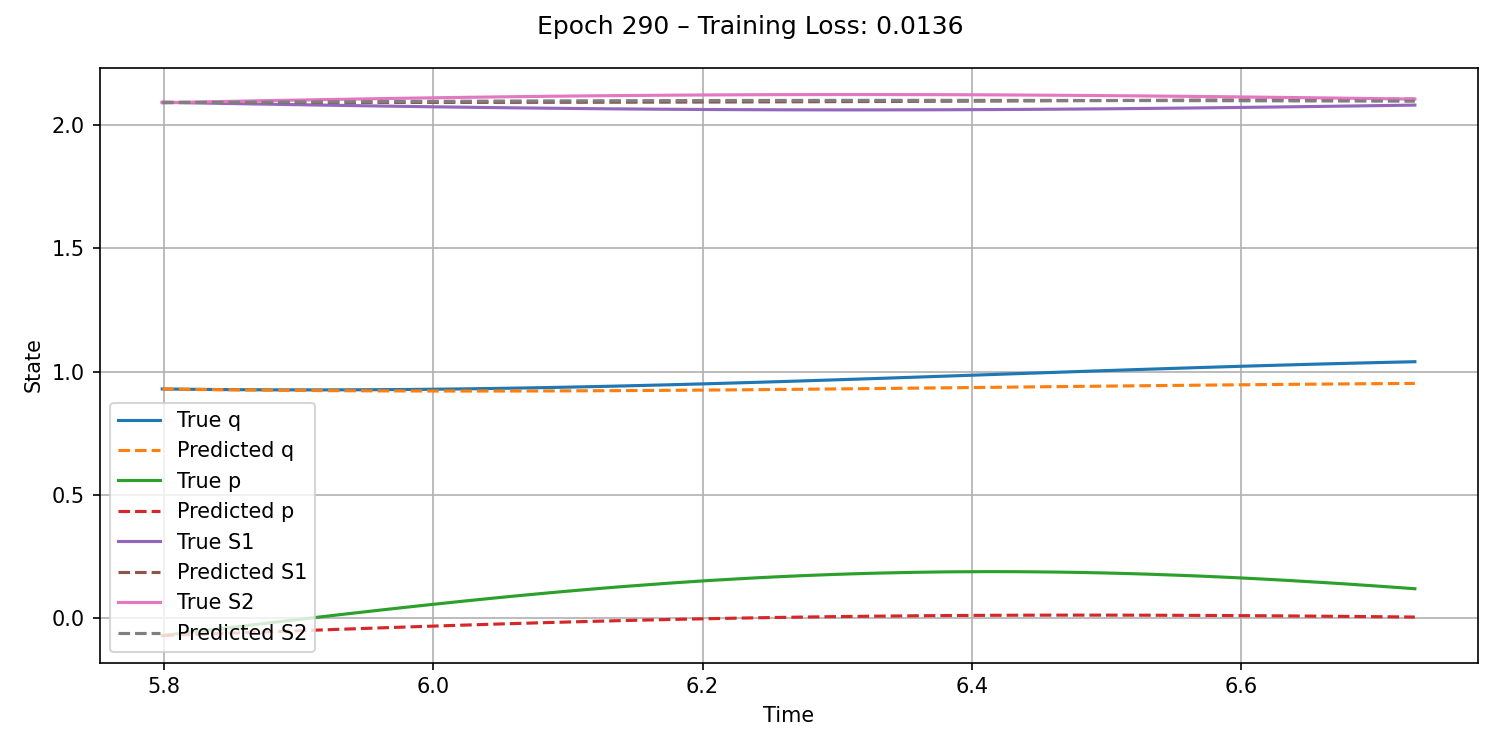 Epoch 290 – Training Loss: 0.0136
State
2.0
1.5
1.0
0.5
0.0
True q
Predicted q
True p
Predicted p
True S1
Predicted S1
True S2
Predicted S2
5.8 6.0 6.2 6.4 6.6
Time